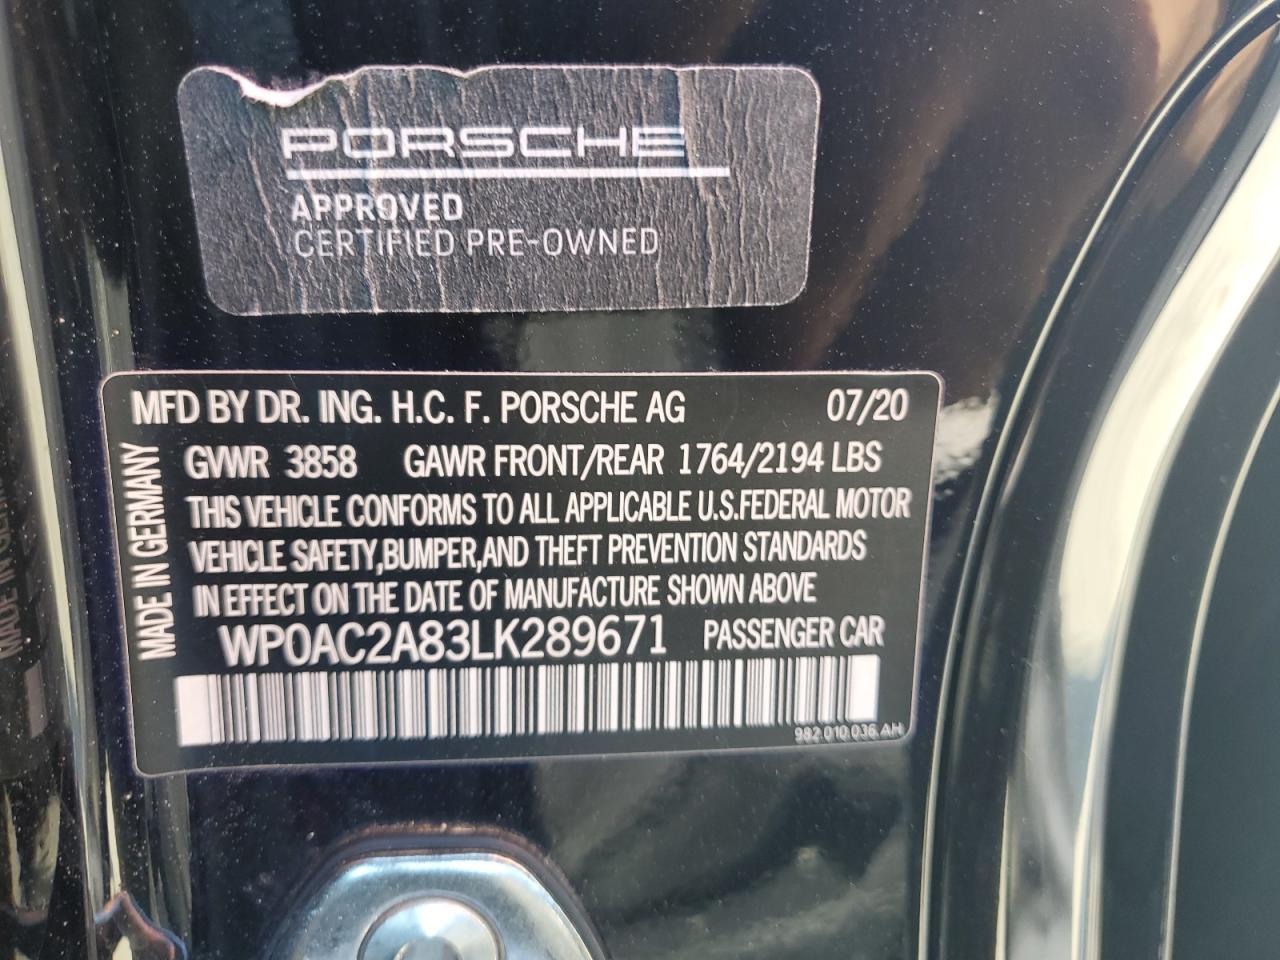 PORSCHE
APPROVED
CERTIFIED PRE-OWNED
MFD BY DR. ING. H.C. F. PORSCHE AG 07/20
GVWR 3858 GAWR FRONT/REAR 1764/2194 LBS
THIS VEHICLE CONFORMS TO ALL APPLICABLE U.S.FEDERAL MOTOR
VEHICLE SAFETY,BUMPER,AND THEFT PREVENTION STANDARDS
IN EFFECT ON THE DATE OF MANUFACTURE SHOWN ABOVE
WP0AC2A83LK289671 PASSENGER CAR
982.010.036.AH
MADE IN GERMANY